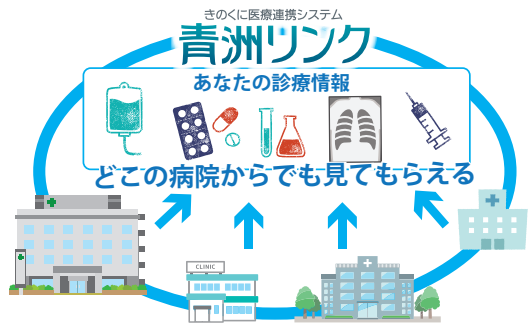 きのくに医療連携システム
青洲リンク
あなたの診療情報
どこの病院からでも見てもらえる
CLINIC